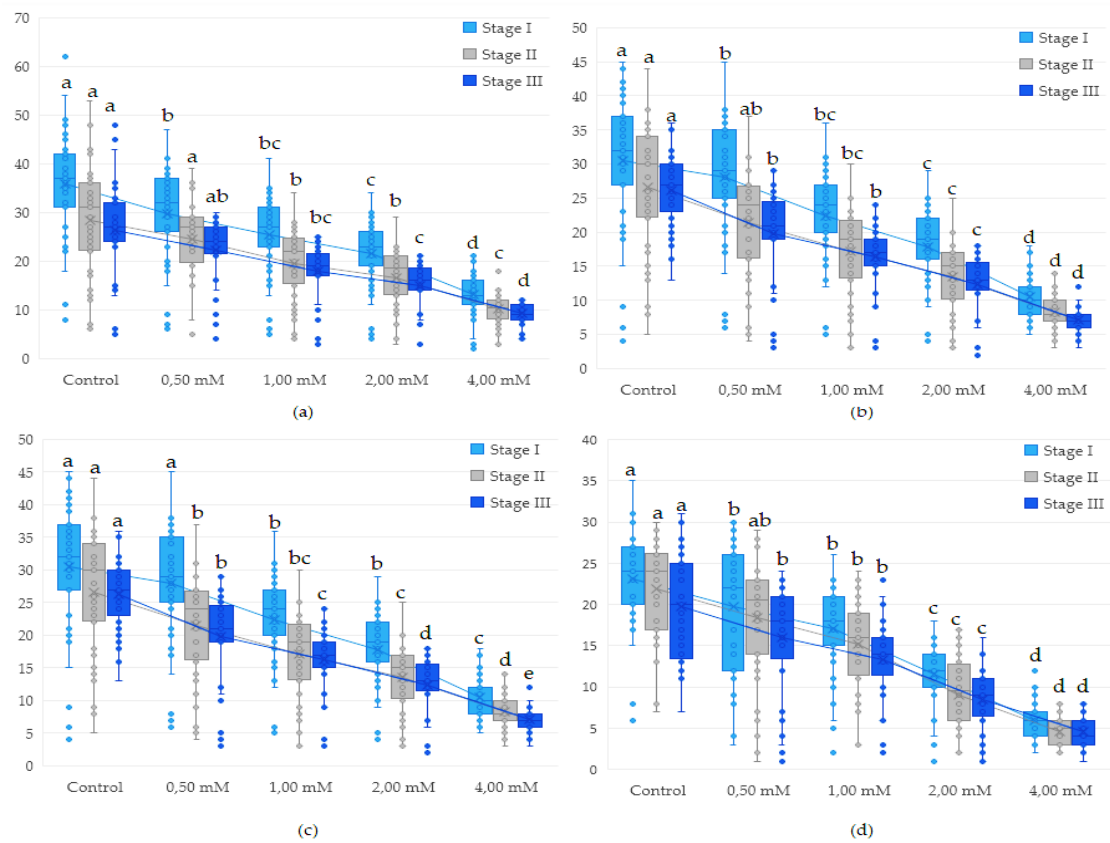 70
60
50
40
30
20
10
0
Stage I
Stage II
Stage III
a a a b a ab bc b bc c b c d c d
Control 0,50 mM 1,00 mM 2,00 mM 4,00 mM
(a)
50
45
40
35
30
25
20
15
10
5
0
Stage I
Stage II
Stage III
a a a b ab b bc bc b c c c d d d
Control 0,50 mM 1,00 mM 2,00 mM 4,00 mM
(b)
50
45
40
35
30
25
20
15
10
5
0
Stage I
Stage II
Stage III
a a a a b b b bc c b c d c d e
Control 0,50 mM 1,00 mM 2,00 mM 4,00 mM
(c)
40
35
30
25
20
15
10
5
0
Stage I
Stage II
Stage III
a a a b ab b b b b c c c d d d
Control 0,50 mM 1,00 mM 2,00 mM 4,00 mM
(d)